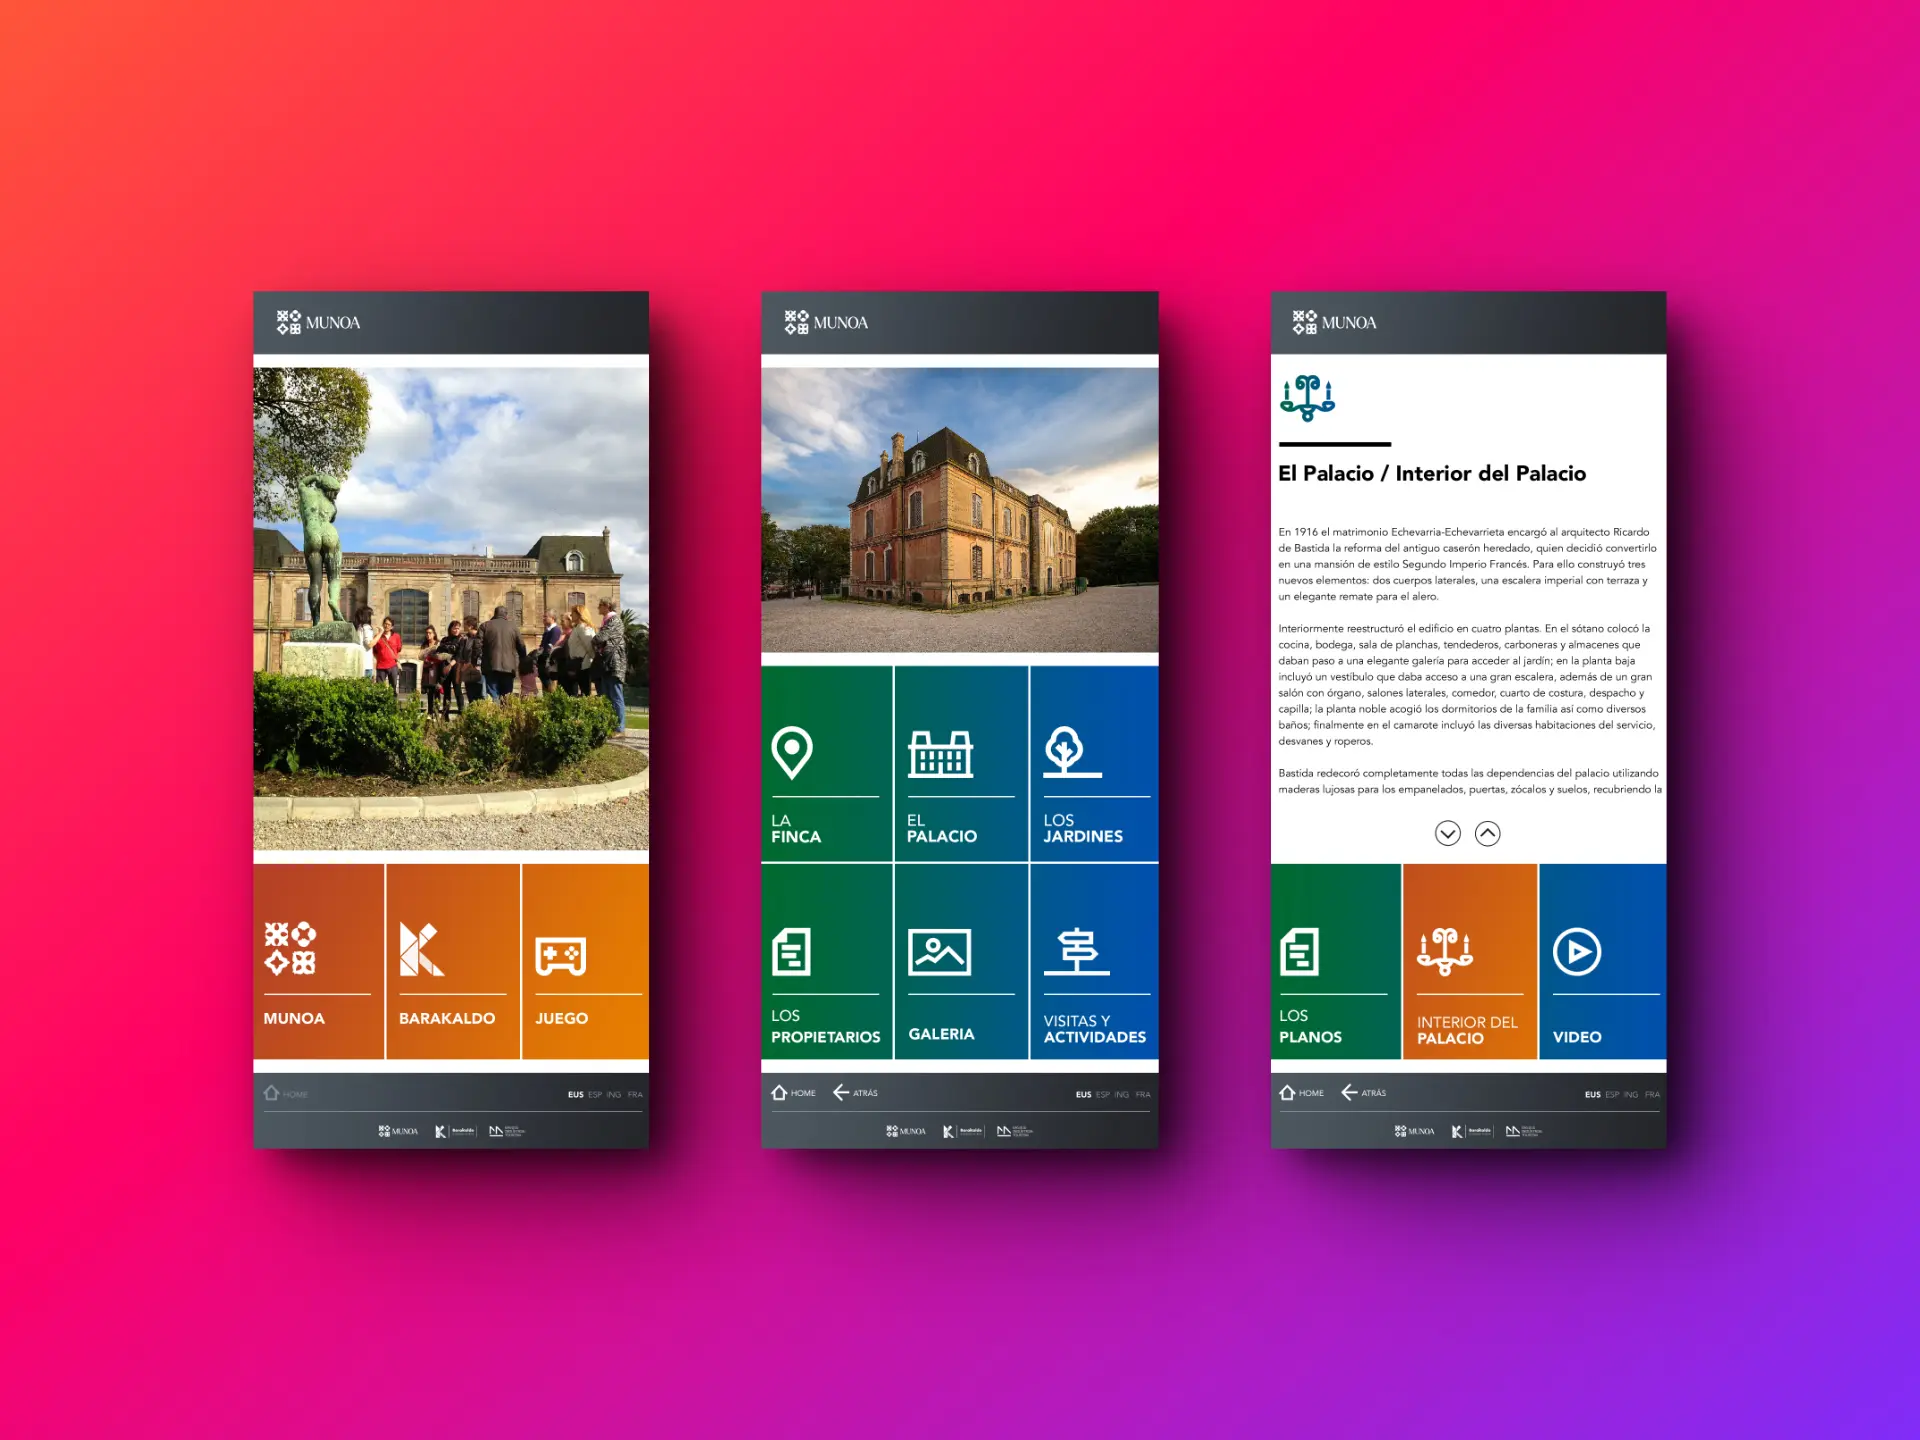 MUNOA
MUNOA
BARAKALDO
JUEGO
HOME
EUS ESP ING FRA
MUNOA
Barakaldo
MUNOA
LA
FINCA
EL
PALACIO
LOS
JARDINES
LOS
PROPIETARIOS
GALERIA
VISITAS Y
ACTIVIDADES
HOME ATRÁS
EUS ESP ING FRA
MUNOA
Barakaldo
MUNOA
El Palacio / Interior del Palacio
En 1916 el matrimonio Echevarria-Echevarrieta encargó al arquitecto Ricardo
de Bastida la reforma del antiguo caserón heredado, quien decidió convertirlo
en una mansión de estilo Segundo Imperio Francés. Para ello construyó tres
nuevos elementos: dos cuerpos laterales, una escalera imperial con terraza y
un elegante remate para el alero.
Interiormente reestructuró el edificio en cuatro plantas. En el sótano colocó la
cocina, bodega, sala de planchas, tendederos, carboneras y almacenes que
daban paso a una elegante galería para acceder al jardín; en la planta baja
incluyó un vestíbulo que daba acceso a una gran escalera, además de un gran
salón con órgano, salones laterales, comedor, cuarto de costura, despacho y
capilla; la planta noble acogió los dormitorios de la familia así como diversos
baños; finalmente en el camarote incluyó las diversas habitaciones del servicio,
desvanes y roperos.
Bastida redecoró completamente todas las dependencias del palacio utilizando
maderas lujosas para los empanelados, puertas, zócalos y suelos, recubriendo la
LOS
PLANOS
INTERIOR DEL
PALACIO
VIDEO
HOME ATRÁS
EUS ESP ING FRA
MUNOA
Barakaldo